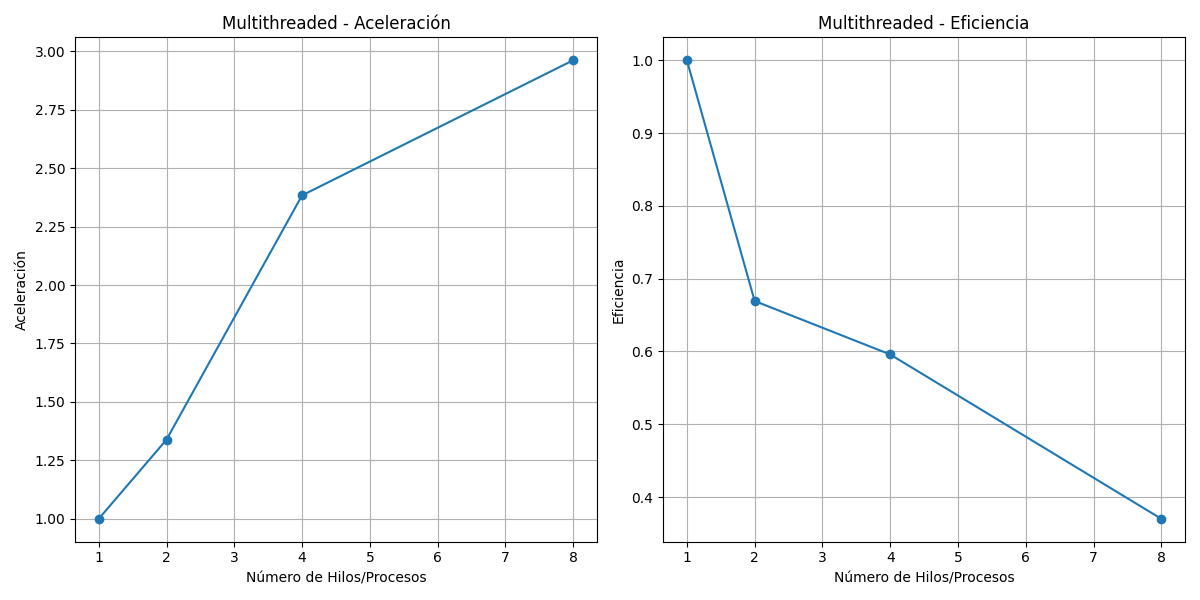 Multithreaded - Aceleración
3.00
2.75
2.50
2.25
2.00
1.75
1.50
1.25
1.00
Aceleración
1 2 3 4 5 6 7 8
Número de Hilos/Procesos
Multithreaded - Eficiencia
1.0
0.9
0.8
0.7
0.6
0.5
0.4
Eficiencia
1 2 3 4 5 6 7 8
Número de Hilos/Procesos